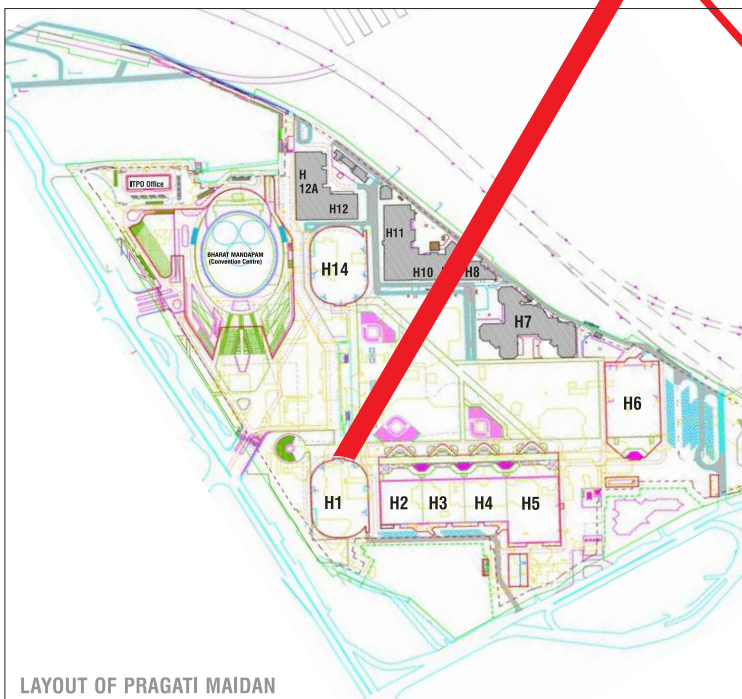 ITPO Office
BHARAT MANDAPAM
(Convention Centre)
H
12A
H12
H11
H10
H8
H14
H7
H6
H1
H2
H3
H4
H5
LAYOUT OF PRAGATI MAIDAN